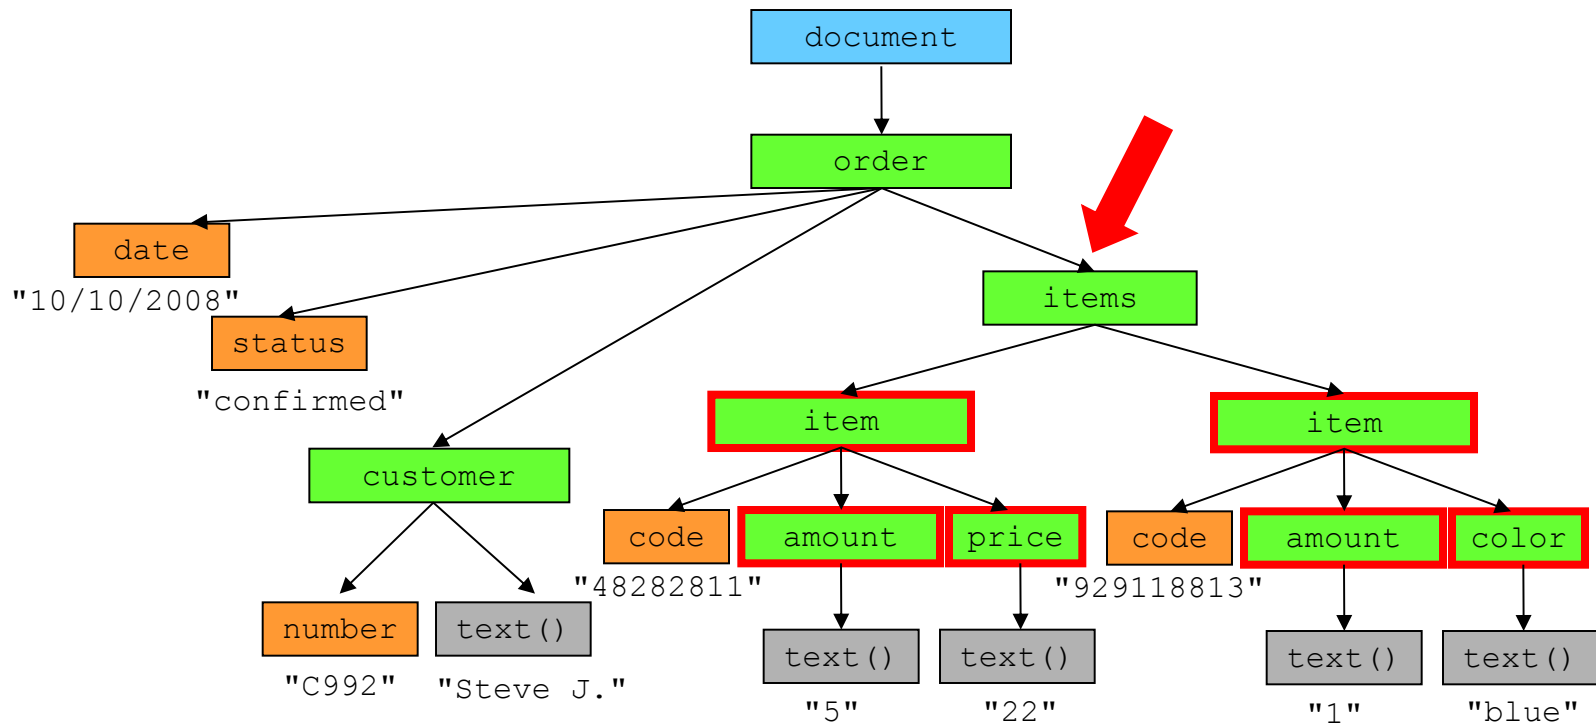 document
order
date
"10/10/2008"
items
status
"confirmed"
item
item
customer
code
amount
price
code
amount
color
"48282811"
"929118813"
number
text()
text()
text()
text()
text()
"C992"
"Steve J."
"5"
"22"
"1"
"blue"